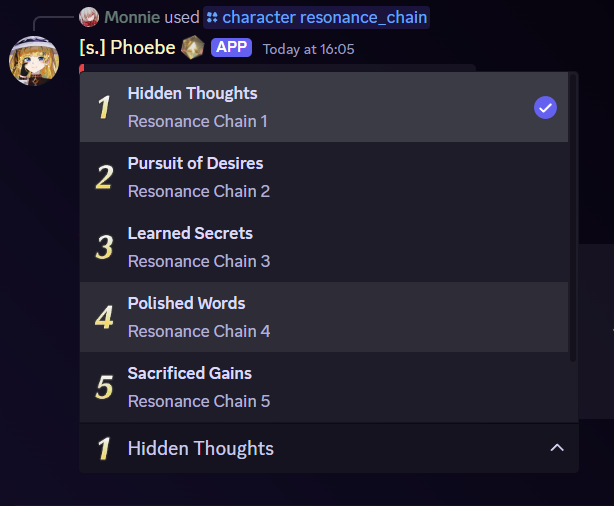 Monnie used character resonance_chain
[s.] Phoebe APP Today at 16:05
1 Hidden Thoughts
Resonance Chain 1
2 Pursuit of Desires
Resonance Chain 2
3 Learned Secrets
Resonance Chain 3
4 Polished Words
Resonance Chain 4
5 Sacrificed Gains
Resonance Chain 5
1 Hidden Thoughts